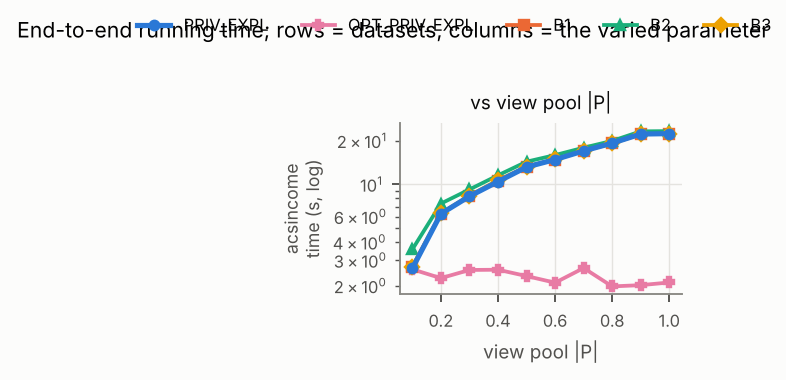 End-to-end running time; rows = datasets, columns = the varied parameter
PRIV_EXPL OPT_PRIV_EXPL B1 B2 B3
vs view pool |P|
acsincome
time (s, log)
2 × 10¹
10¹
6 × 10⁰
4 × 10⁰
3 × 10⁰
2 × 10⁰
0.2 0.4 0.6 0.8 1.0
view pool |P|